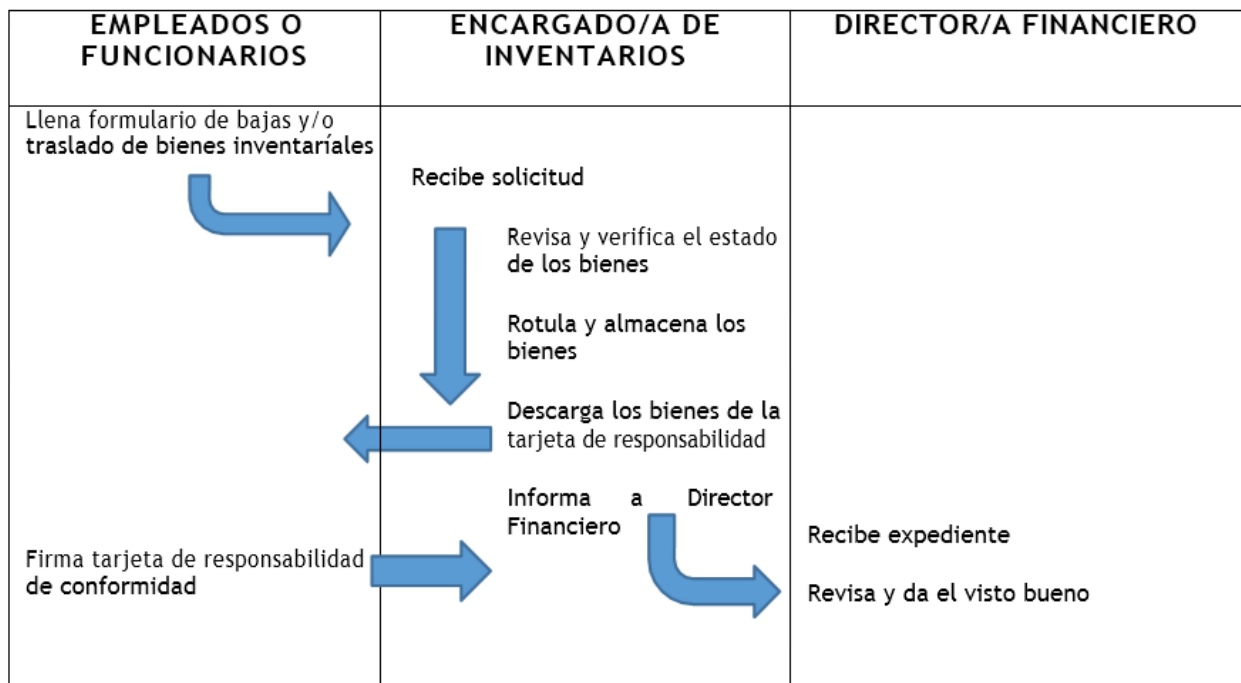 EMPLEADOS O
FUNCIONARIOS
ENCARGADO/A DE
INVENTARIOS
DIRECTOR/A FINANCIERO
Llena formulario de bajas y/o
traslado de bienes inventaríales
Recibe solicitud
Revisa y verifica el estado
de los bienes
Rotula y almacena los
bienes
Descarga los bienes de la
tarjeta de responsabilidad
Informa a Director
Financiero
Firma tarjeta de responsabilidad
de conformidad
Recibe expediente
Revisa y da el visto bueno